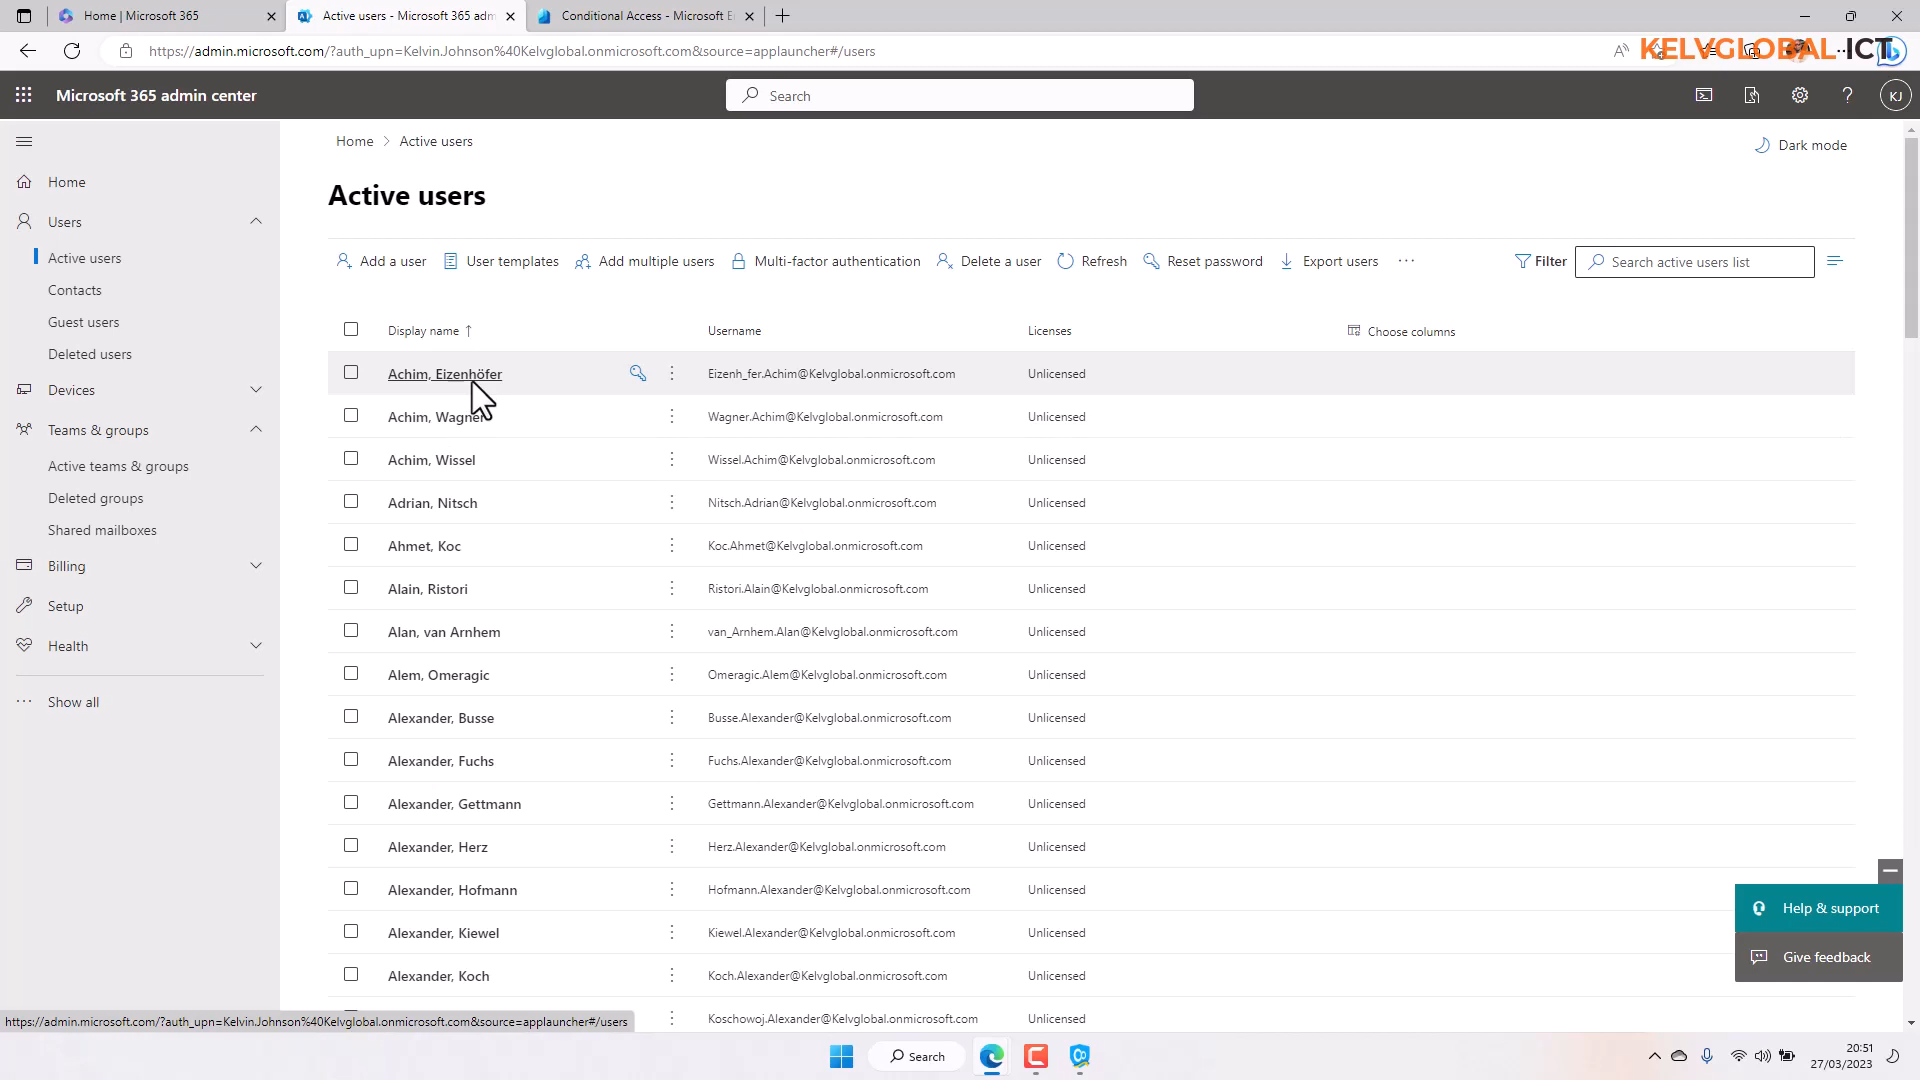 Home | Microsoft 365
Active users - Microsoft 365 adm
Conditional Access - Microsoft E
https://admin.microsoft.com/?auth_upn=Kelvin.Johnson%40Kelvglobal.onmicrosoft.com&source=applauncher#/users
KELVGLOBAL-ICT
Microsoft 365 admin center
Search
KJ
Home > Active users
Dark mode
Active users
Home
Users
Active users
Contacts
Guest users
Deleted users
Devices
Teams & groups
Active teams & groups
Deleted groups
Shared mailboxes
Billing
Setup
Health
Show all
Add a user
User templates
Add multiple users
Multi-factor authentication
Delete a user
Refresh
Reset password
Export users
Filter
Search active users list
Display name ↑ Username Licenses Choose columns
Achim, Eizenhöfer Eizenh_fer.Achim@Kelvglobal.onmicrosoft.com Unlicensed
Achim, Wagner Wagner.Achim@Kelvglobal.onmicrosoft.com Unlicensed
Achim, Wissel Wissel.Achim@Kelvglobal.onmicrosoft.com Unlicensed
Adrian, Nitsch Nitsch.Adrian@Kelvglobal.onmicrosoft.com Unlicensed
Ahmet, Koc Koc.Ahmet@Kelvglobal.onmicrosoft.com Unlicensed
Alain, Ristori Ristori.Alain@Kelvglobal.onmicrosoft.com Unlicensed
Alan, van Arnhem van_Arnhem.Alan@Kelvglobal.onmicrosoft.com Unlicensed
Alem, Omeragic Omeragic.Alem@Kelvglobal.onmicrosoft.com Unlicensed
Alexander, Busse Busse.Alexander@Kelvglobal.onmicrosoft.com Unlicensed
Alexander, Fuchs Fuchs.Alexander@Kelvglobal.onmicrosoft.com Unlicensed
Alexander, Gettmann Gettmann.Alexander@Kelvglobal.onmicrosoft.com Unlicensed
Alexander, Herz Herz.Alexander@Kelvglobal.onmicrosoft.com Unlicensed
Alexander, Hofmann Hofmann.Alexander@Kelvglobal.onmicrosoft.com Unlicensed
Alexander, Kiewel Kiewel.Alexander@Kelvglobal.onmicrosoft.com Unlicensed
Alexander, Koch Koch.Alexander@Kelvglobal.onmicrosoft.com Unlicensed
Koschowoj.Alexander@Kelvglobal.onmicrosoft.com Unlicensed
Help & support
Give feedback
https://admin.microsoft.com/?auth_upn=Kelvin.Johnson%40Kelvglobal.onmicrosoft.com&source=applauncher#/users
Search
20:51
27/03/2023